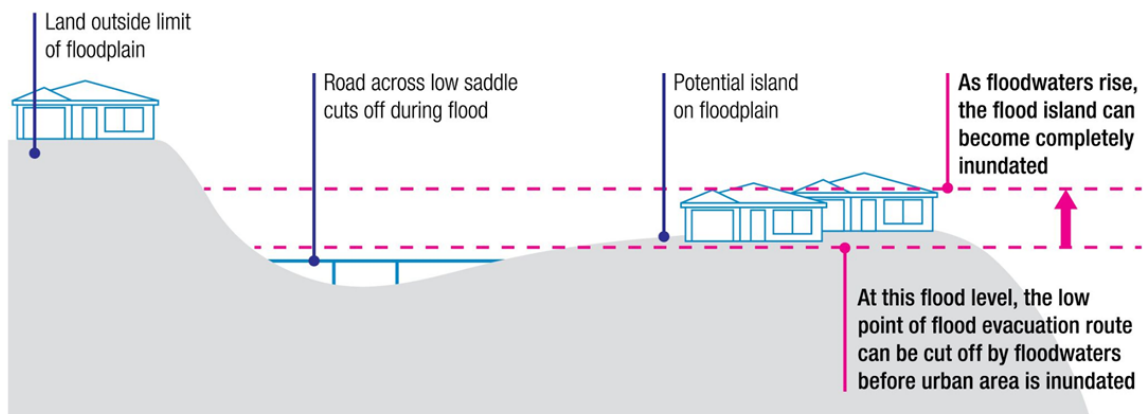 Land outside limit
of floodplain
Road across low saddle
cuts off during flood
Potential island
on floodplain
As floodwaters rise,
the flood island can
become completely
inundated
At this flood level, the low
point of flood evacuation route
can be cut off by floodwaters
before urban area is inundated